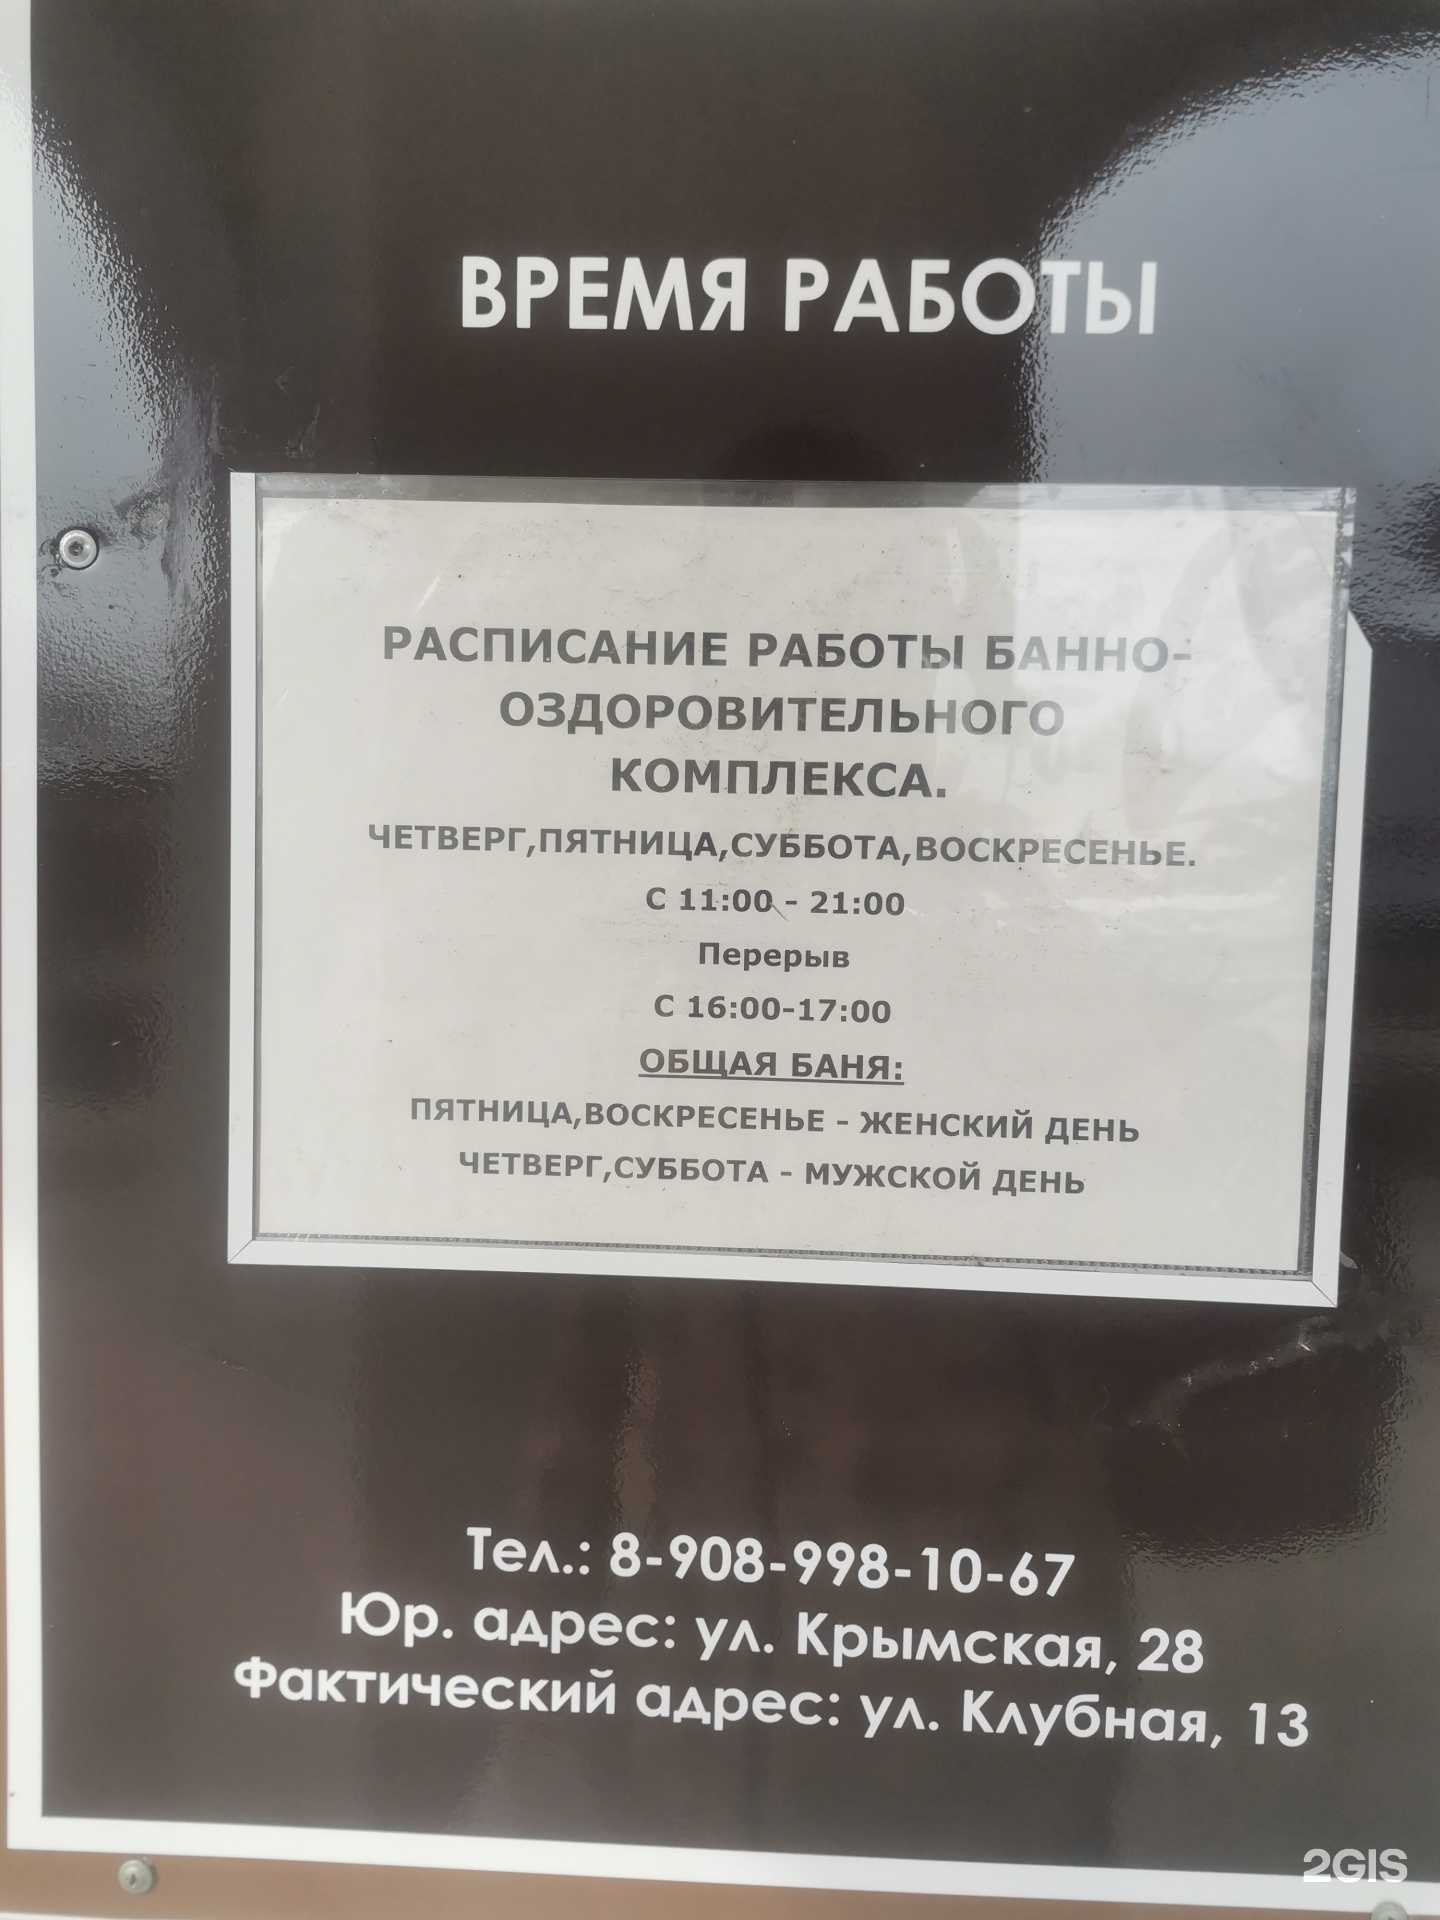 ВРЕМЯ РАБОТЫ
РАСПИСАНИЕ РАБОТЫ БАННО-
ОЗДОРОВИТЕЛЬНОГО
КОМПЛЕКСА.
ЧЕТВЕРГ,ПЯТНИЦА,СУББОТА,ВОСКРЕСЕНЬЕ.
С 11:00 - 21:00
Перерыв
С 16:00-17:00
ОБЩАЯ БАНЯ:
ПЯТНИЦА,ВОСКРЕСЕНЬЕ - ЖЕНСКИЙ ДЕНЬ
ЧЕТВЕРГ,СУББОТА - МУЖСКОЙ ДЕНЬ
Тел.: 8-908-998-10-67
Юр. адрес: ул. Крымская, 28
Фактический адрес: ул. Клубная, 13
2GIS